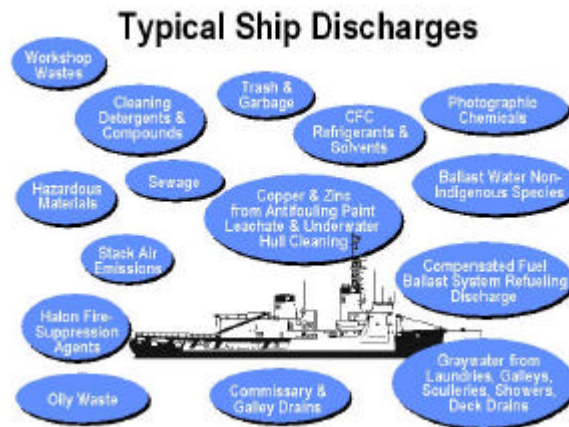 Typical Ship Discharges
Workshop
Wastes
Cleaning
Detergents &
Compounds
Trash &
Garbage
CFC
Refrigerants &
Solvents
Photographic
Chemicals
Hazardous
Materials
Sewage
Copper & Zinc
from Antifouling Paint
Leachate & Underwater
Hull Cleaning
Ballast Water Non-
Indigenous Species
Stack Air
Emissions
Compensated Fuel
Ballast System Refueling
Discharge
Halon Fire-
Suppression
Agents
Oily Waste
Commissary &
Galley Drains
Graywater from
Laundries, Galleys,
Sculleries, Showers,
Deck Drains